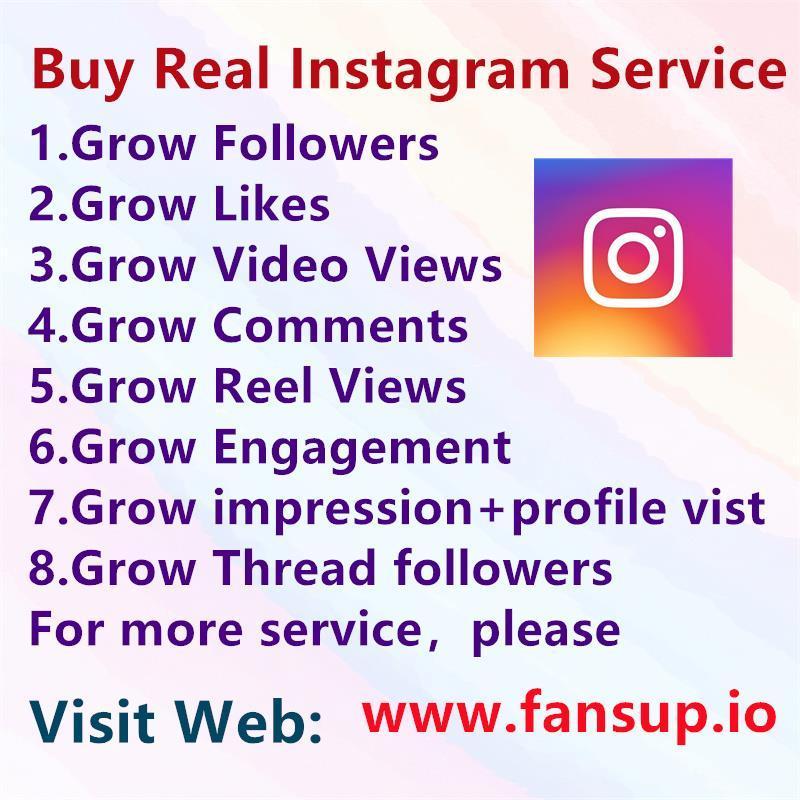 Buy Real Instagram Service
1.Grow Followers
2.Grow Likes
3.Grow Video Views
4.Grow Comments
5.Grow Reel Views
6.Grow Engagement
7.Grow impression+profile vist
8.Grow Thread followers
For more service，please
Visit Web: www.fansup.io